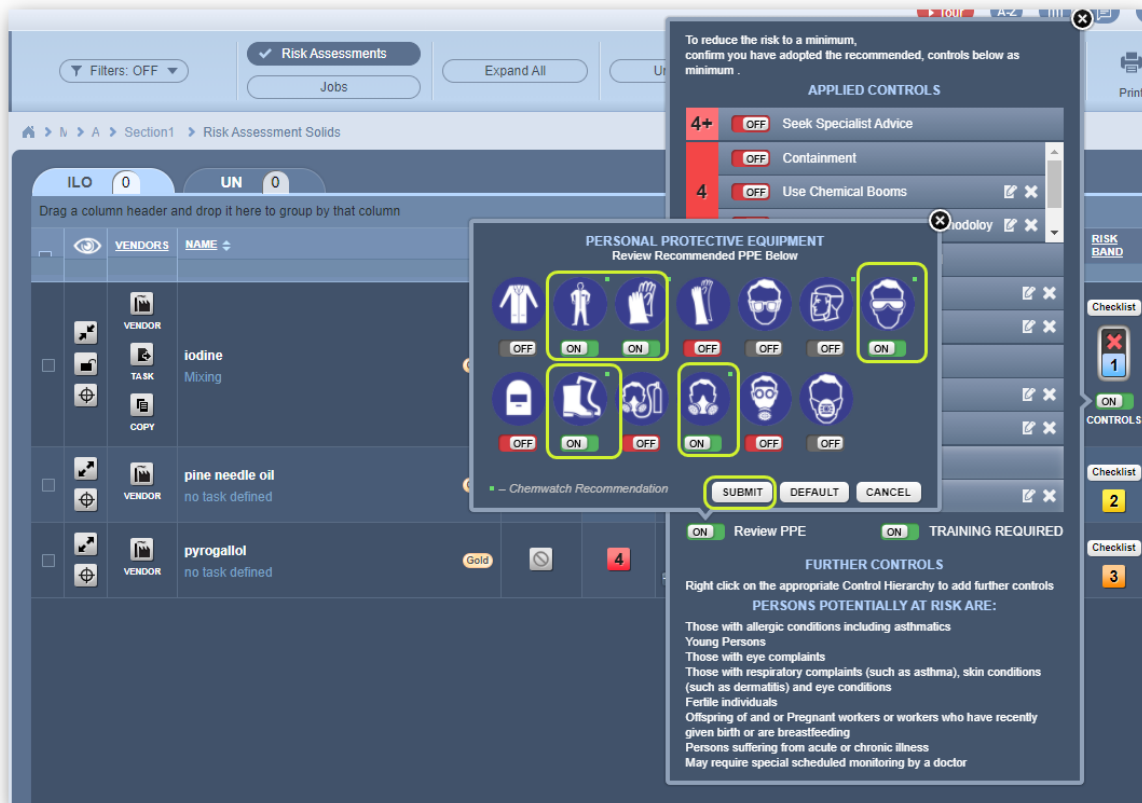 Tour
A-Z
Filters: OFF
Risk Assessments
Jobs
Expand All
Print
Section1
Risk Assessment Solids
ILO 0
UN 0
Drag a column header and drop it here to group by that column
VENDORS
NAME
RISK
BAND
VENDOR
TASK
COPY
iodine
Mixing
Checklist
1
ON
CONTROLS
VENDOR
pine needle oil
no task defined
Checklist
2
VENDOR
pyrogallol
no task defined
Gold
4
Checklist
3
To reduce the risk to a minimum,
confirm you have adopted the recommended, controls below as
minimum .
APPLIED CONTROLS
4+ OFF Seek Specialist Advice
OFF Containment
4 OFF Use Chemical Booms
PERSONAL PROTECTIVE EQUIPMENT
Review Recommended PPE Below
OFF ON ON OFF OFF OFF ON
OFF ON OFF ON OFF OFF
– Chemwatch Recommendation
SUBMIT DEFAULT CANCEL
ON Review PPE ON TRAINING REQUIRED
FURTHER CONTROLS
Right click on the appropriate Control Hierarchy to add further controls
PERSONS POTENTIALLY AT RISK ARE:
Those with allergic conditions including asthmatics
Young Persons
Those with eye complaints
Those with respiratory complaints (such as asthma), skin conditions
(such as dermatitis) and eye conditions
Fertile individuals
Offspring of and or Pregnant workers or workers who have recently
given birth or are breastfeeding
Persons suffering from acute or chronic illness
May require special scheduled monitoring by a doctor